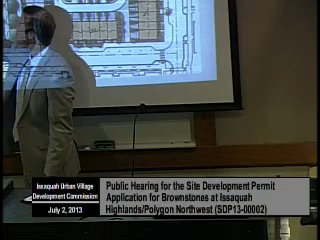 Issaquah Urban Village
Development Commission
July 2, 2013
Public Hearing for the Site Development Permit
Application for Brownstones at Issaquah
Highlands/Polygon Northwest (SDP13-00002)